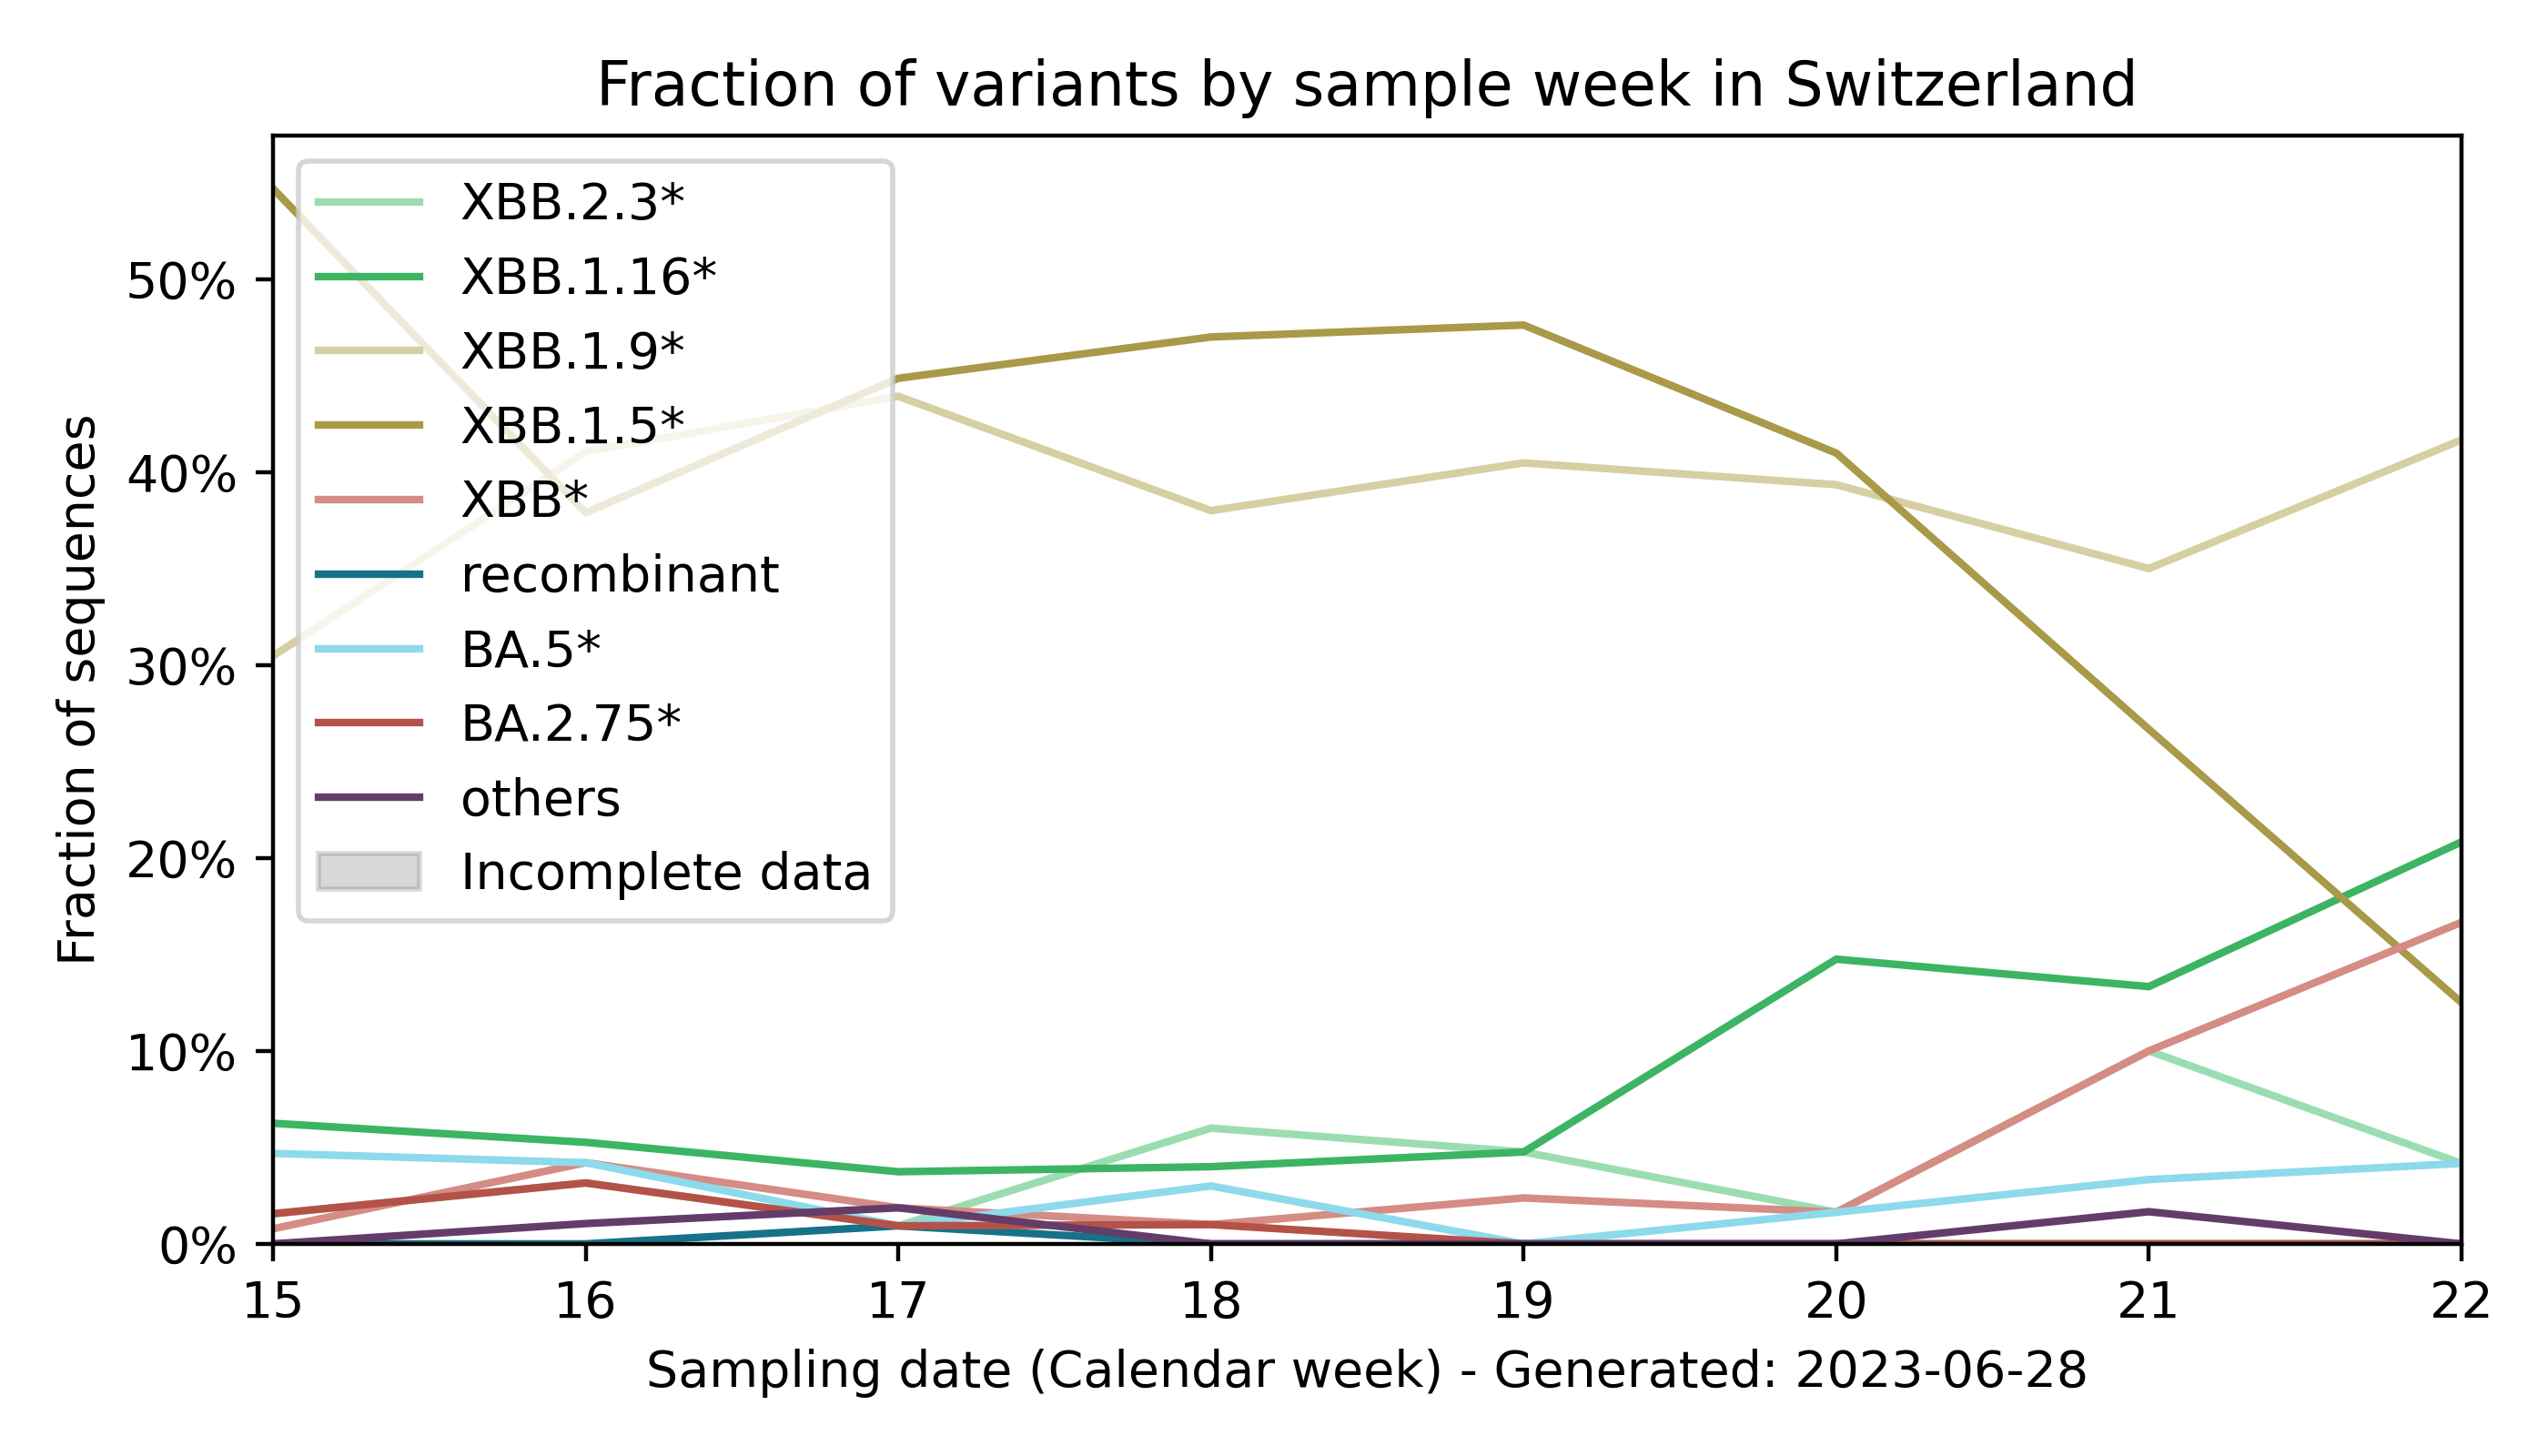 Fraction of variants by sample week in Switzerland
Fraction of sequences
50%
40%
30%
20%
10%
0%
XBB.2.3*
XBB.1.16*
XBB.1.9*
XBB.1.5*
XBB*
recombinant
BA.5*
BA.2.75*
others
Incomplete data
15 16 17 18 19 20 21 22
Sampling date (Calendar week) - Generated: 2023-06-28